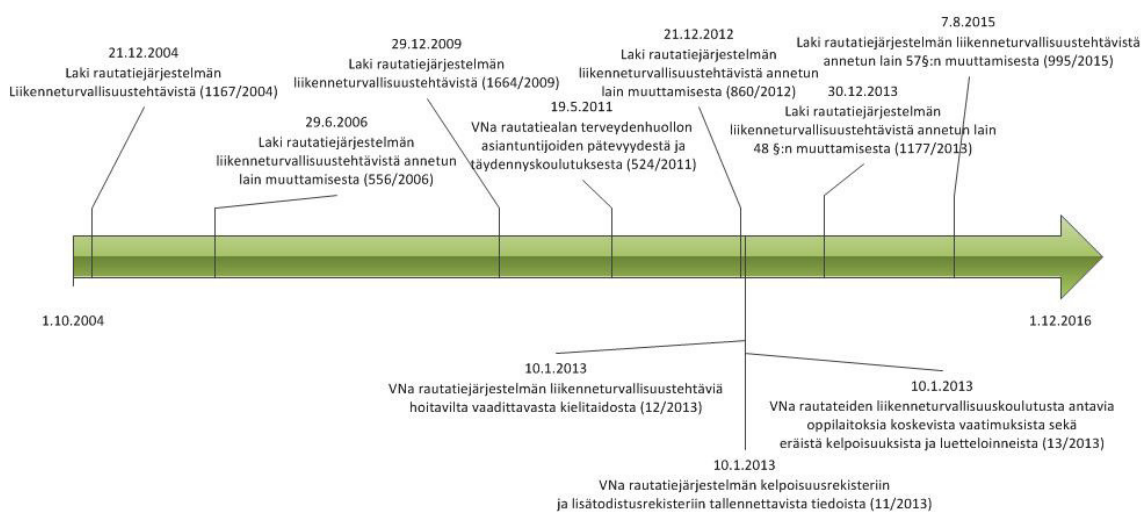 21.12.2004
Laki rautatiejärjestelmän
Liikenneturvallisuustehtävistä (1167/2004)
29.6.2006
Laki rautatiejärjestelmän
liikenneturvallisuustehtävistä annetun
lain muuttamisesta (556/2006)
29.12.2009
Laki rautatiejärjestelmän
liikenneturvallisuustehtävistä (1664/2009)
19.5.2011
VNa rautatiealan terveydenhuollon
asiantuntijoiden pätevyydestä ja
täydennyskoulutuksesta (524/2011)
21.12.2012
Laki rautatiejärjestelmän
liikenneturvallisuustehtävistä annetun
lain muuttamisesta (860/2012)
30.12.2013
Laki rautatiejärjestelmän
liikenneturvallisuustehtävistä annetun lain
48 §:n muuttamisesta (1177/2013)
7.8.2015
Laki rautatiejärjestelmän liikenneturvallisuustehtävistä
annetun lain 57§:n muuttamisesta (995/2015)
1.10.2004
1.12.2016
10.1.2013
VNa rautatiejärjestelmän liikenneturvallisuustehtäviä
hoitavilta vaadittavasta kielitaidosta (12/2013)
10.1.2013
VNa rautateiden liikenneturvallisuuskoulutusta antavia
oppilaitoksia koskevista vaatimuksista sekä
eräistä kelpoisuuksista ja luetteloinneista (13/2013)
10.1.2013
VNa rautatiejärjestelmän kelpoisuusrekisteriin
ja lisätodistusrekisteriin tallennettavista tiedoista (11/2013)